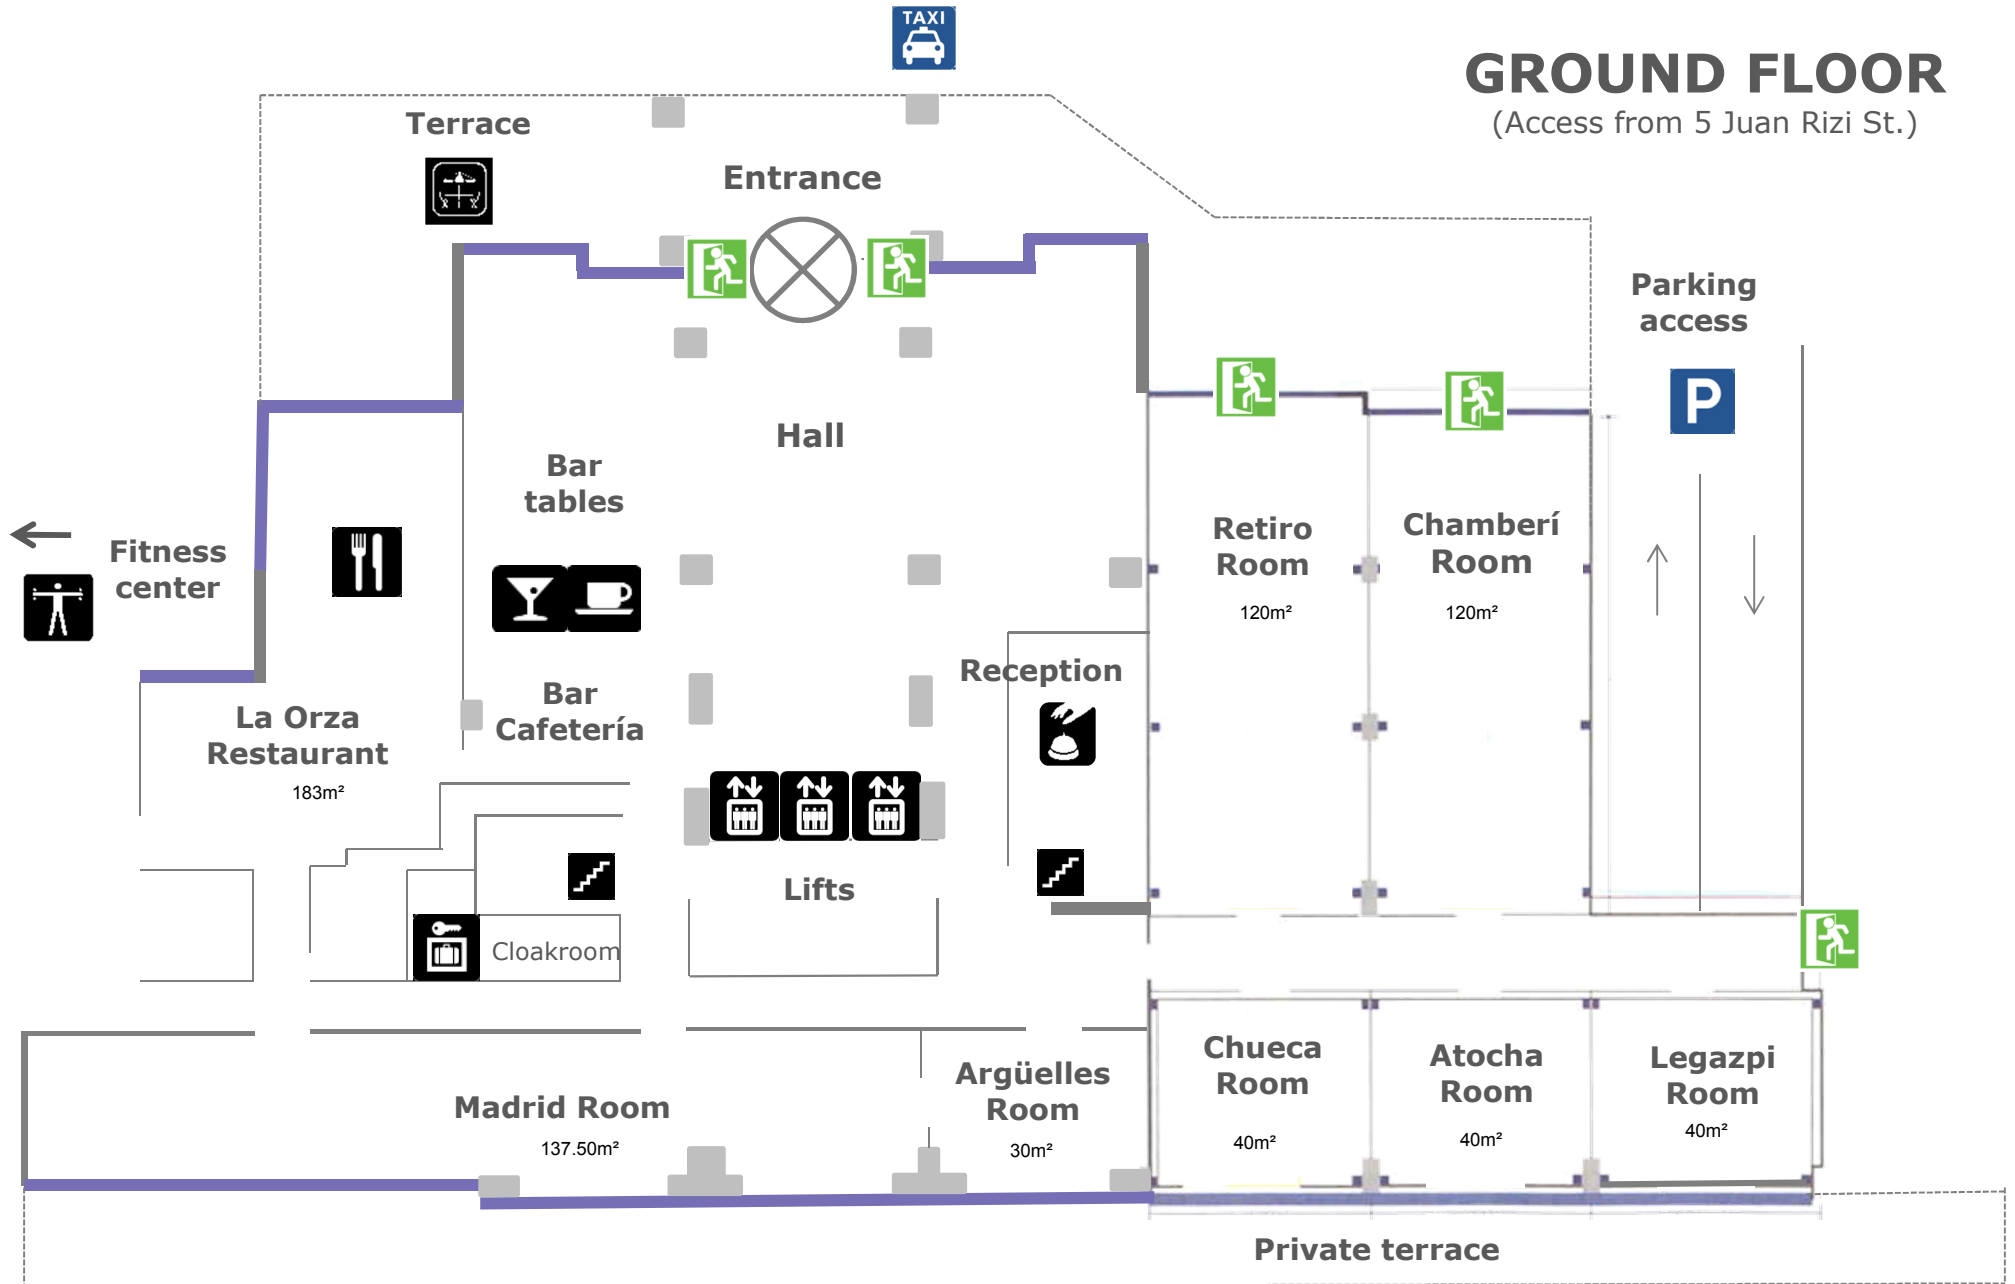 TAXI
GROUND FLOOR
(Access from 5 Juan Rizi St.)
Terrace
Entrance
Parking
access
P
Hall
Bar
tables
Retiro
Room
120m²
Chamberí
Room
120m²
Fitness
center
Reception
Bar
Cafetería
La Orza
Restaurant
183m²
Lifts
Cloakroom
Madrid Room
137.50m²
Argüelles
Room
30m²
Chueca
Room
40m²
Atocha
Room
40m²
Legazpi
Room
40m²
Private terrace